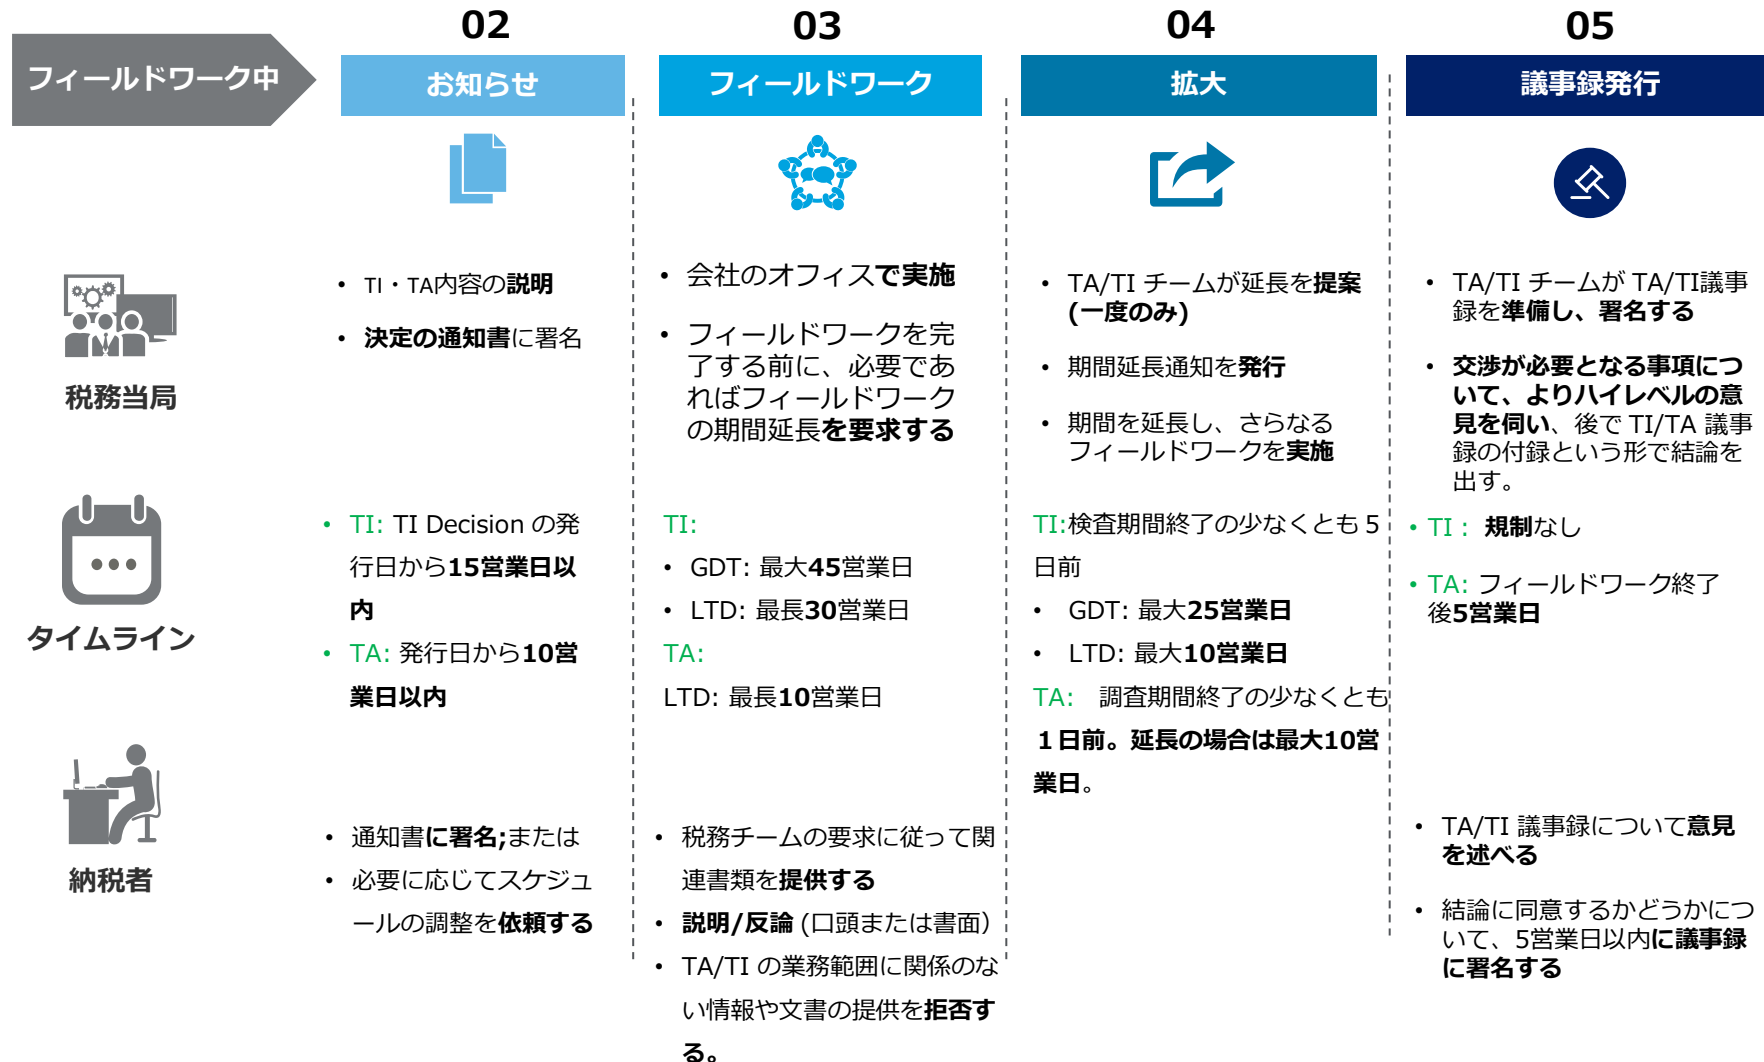 02
03
04
05
フィールドワーク中
お知らせ
フィールドワーク
拡大
議事録発行
税務当局
• TI・TA内容の説明
• 決定の通知書に署名
• 会社のオフィスで実施
• フィールドワークを完
了する前に、必要であ
ればフィールドワーク
の期間延長を要求する
• TA/TI チームが延長を提案
(一度のみ)
• 期間延長通知を発行
• 期間を延長し、さらなる
フィールドワークを実施
• TA/TI チームが TA/TI議事
録を準備し、署名する
• 交渉が必要となる事項につ
いて、よりハイレベルの意
見を伺い、後で TI/TA 議事
録の付録という形で結論を
出す。
タイムライン
• TI: TI Decision の発
行日から15営業日以
内
• TA: 発行日から10営
業日以内
TI:
• GDT: 最大45営業日
• LTD: 最長30営業日
TA:
LTD: 最長10営業日
TI:検査期間終了の少なくとも５
日前
• GDT: 最大25営業日
• LTD: 最大10営業日
TA: 調査期間終了の少なくとも
１日前。延長の場合は最大10営
業日。
• TI : 規制なし
• TA: フィールドワーク終了
後5営業日
納税者
• 通知書に署名;または
• 必要に応じてスケジュ
ールの調整を依頼する
• 税務チームの要求に従って関
連書類を提供する
• 説明/反論 (口頭または書面）
• TA/TI の業務範囲に関係のな
い情報や文書の提供を拒否す
る。
• TA/TI 議事録について意見
を述べる
• 結論に同意するかどうかにつ
いて、5営業日以内に議事録
に署名する